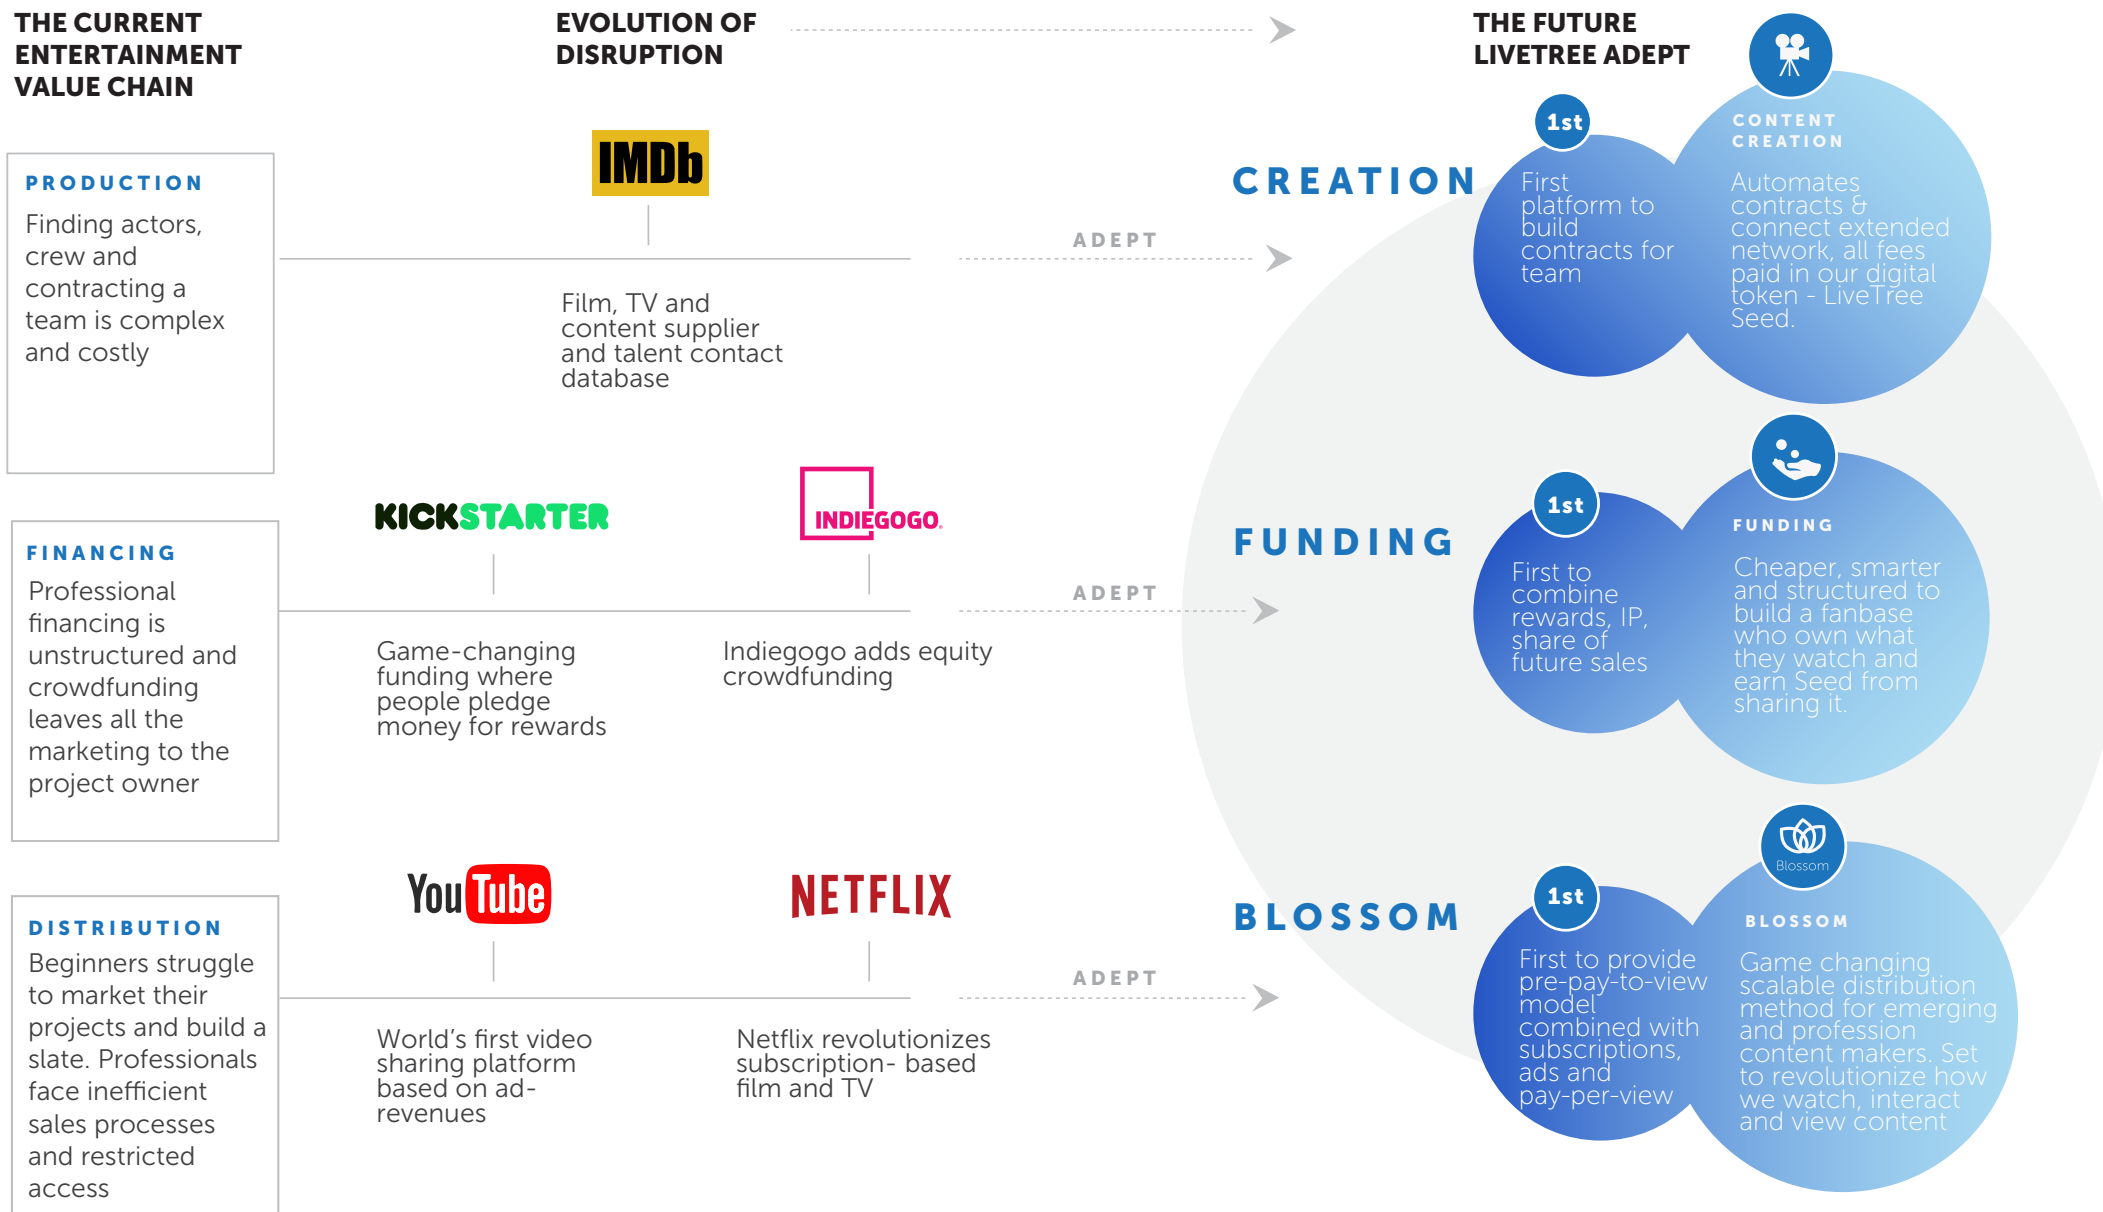 THE CURRENT
ENTERTAINMENT
VALUE CHAIN
EVOLUTION OF
DISRUPTION
THE FUTURE
LIVETREE ADEPT
PRODUCTION
Finding actors,
crew and
contracting a
team is complex
and costly
IMDb
Film, TV and
content supplier
and talent contact
database
ADEPT
CREATION
1st
First
platform to
build
contracts for
team
CONTENT
CREATION
Automates
contracts &
connect extended
network, all fees
paid in our digital
token - LiveTree
Seed.
FINANCING
Professional
financing is
unstructured and
crowdfunding
leaves all the
marketing to the
project owner
KICKSTARTER
Game-changing
funding where
people pledge
money for rewards
INDIEGOGO.
Indiegogo adds equity
crowdfunding
ADEPT
FUNDING
1st
First to
combine
rewards, IP,
share of
future sales
FUNDING
Cheaper, smarter
and structured to
build a fanbase
who own what
they watch and
earn Seed from
sharing it.
DISTRIBUTION
Beginners struggle
to market their
projects and build a
slate. Professionals
face inefficient
sales processes
and restricted
access
YouTube
World's first video
sharing platform
based on ad-
revenues
NETFLIX
Netflix revolutionizes
subscription- based
film and TV
ADEPT
BLOSSOM
1st
First to provide
pre-pay-to-view
model
combined with
subscriptions,
ads and
pay-per-view
Blossom
BLOSSOM
Game changing
scalable distribution
method for emerging
and profession
content makers. Set
to revolutionize how
we watch, interact
and view content